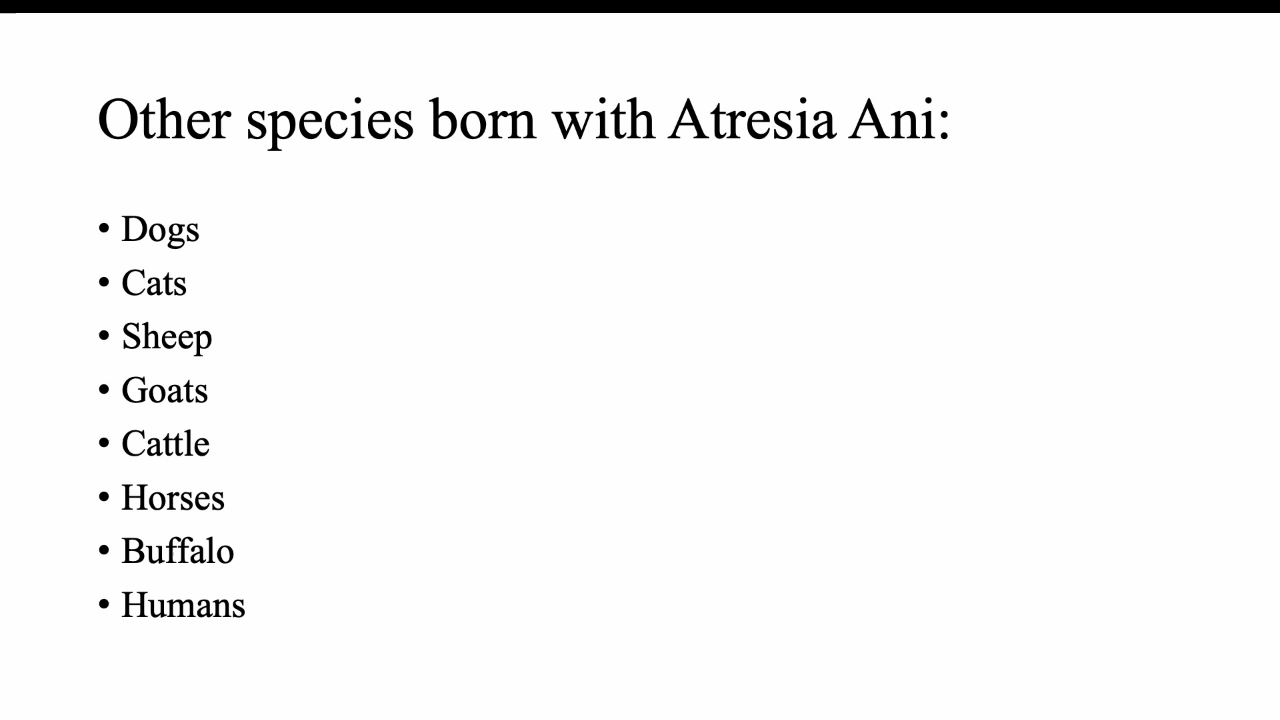 Other species born with Atresia Ani:
• Dogs
• Cats
• Sheep
• Goats
• Cattle
• Horses
• Buffalo
• Humans